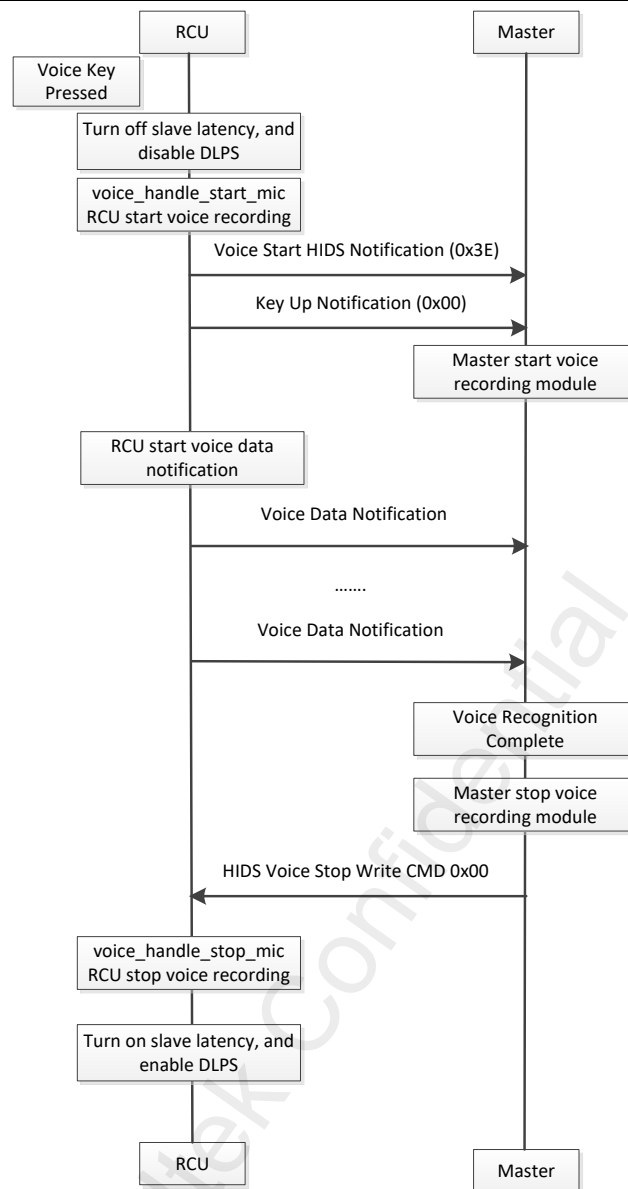 RCU
Master
Voice Key
Pressed
Turn off slave latency, and
disable DLPS
voice_handle_start_mic
RCU start voice recording
Voice Start HIDS Notification (0x3E)
Key Up Notification (0x00)
Master start voice
recording module
RCU start voice data
notification
Voice Data Notification
…….
Voice Data Notification
Voice Recognition
Complete
Master stop voice
recording module
HIDS Voice Stop Write CMD 0x00
voice_handle_stop_mic
RCU stop voice recording
Turn on slave latency, and
enable DLPS
RCU
Master
ltek Confidential